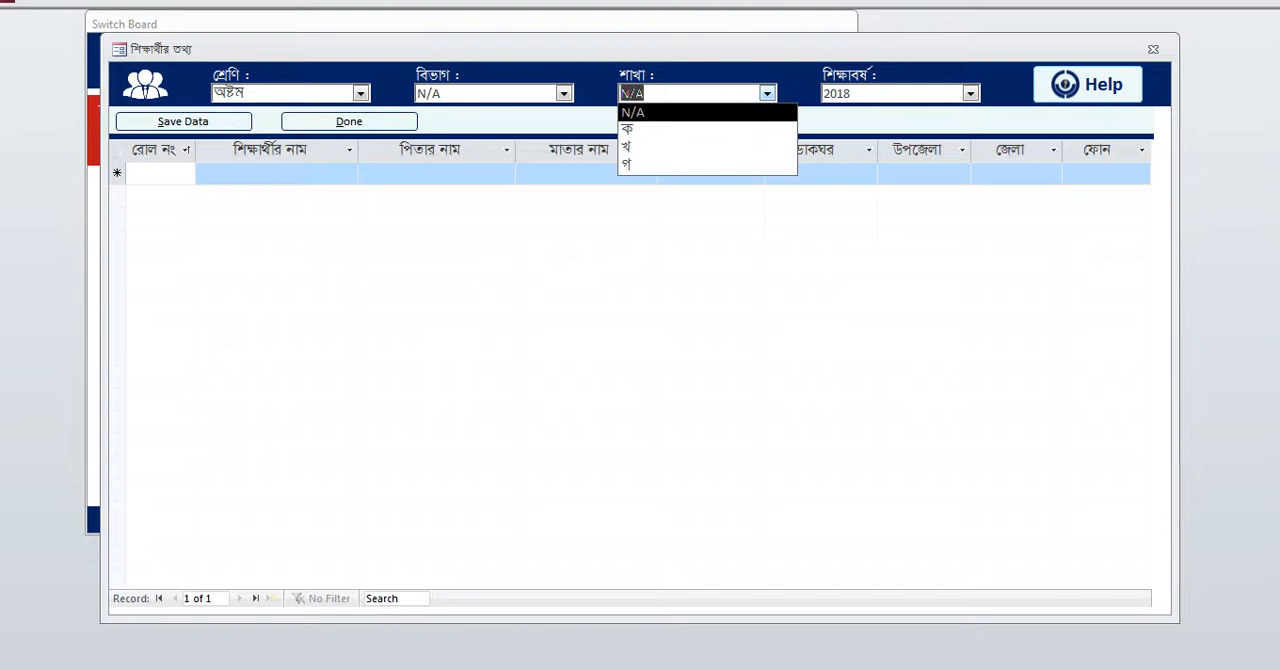 Switch Board
শিক্ষার্থীর তথ্য
শ্রেণি : বিভাগ : শাখা : শিক্ষাবর্ষ :
অষ্টম N/A N/A 2018 Help
Save Data Done
N/A
ক
খ
গ
রোল নং শিক্ষার্থীর নাম পিতার নাম মাতার নাম ডাকঘর উপজেলা জেলা ফোন
Record: 1 of 1 No Filter Search